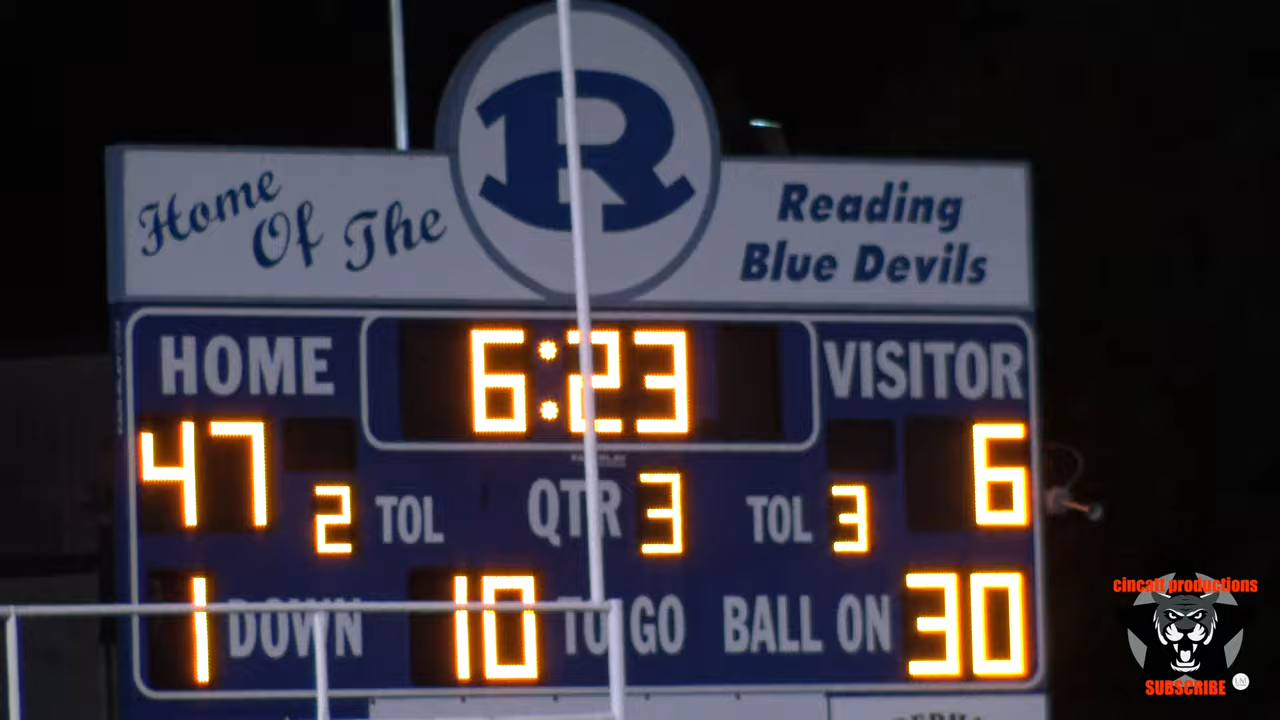 R
Home
Of The
Reading
Blue Devils
HOME
6:23
VISITOR
47
6
2 TOL
QTR 3
TOL 3
1 DOWN
10 TO GO
BALL ON 30
cincati productions
SUBSCRIBE